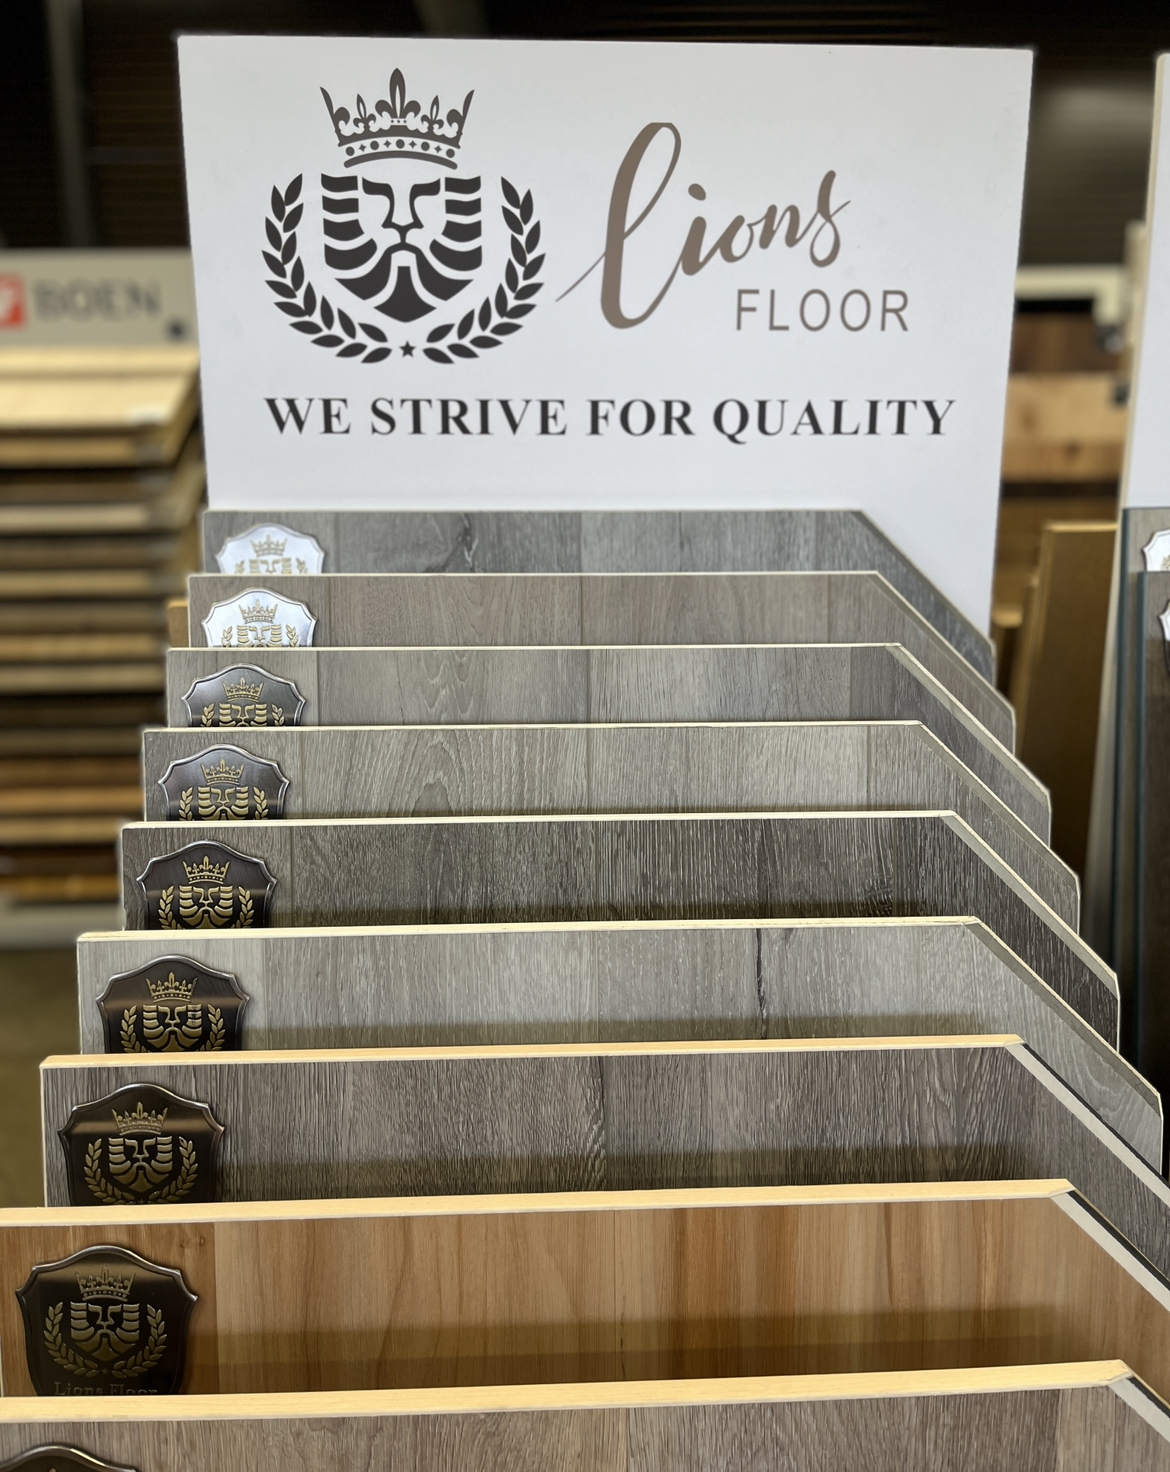 lions
FLOOR
WE STRIVE FOR QUALITY
BOEN
Lions Floor